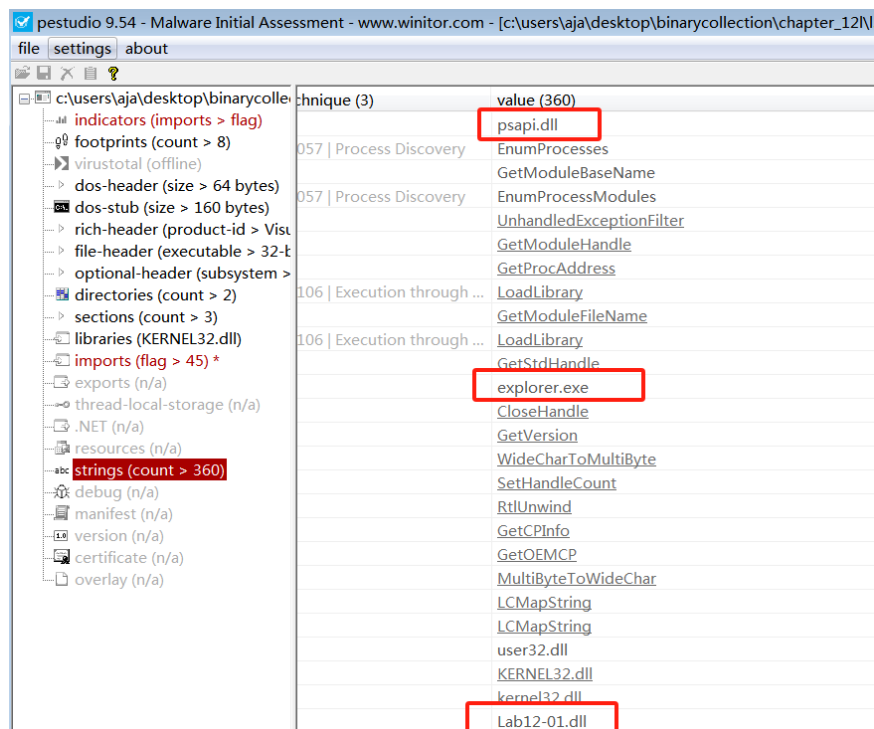 pestudio 9.54 - Malware Initial Assessment - www.winitor.com - [c:\users\aja\desktop\binarycollection\chapter_12l\l
file settings about
c:\users\aja\desktop\binarycolle
indicators (imports > flag)
footprints (count > 8)
virustotal (offline)
dos-header (size > 64 bytes)
dos-stub (size > 160 bytes)
rich-header (product-id > Visu
file-header (executable > 32-b
optional-header (subsystem >
directories (count > 2)
sections (count > 3)
libraries (KERNEL32.dll)
imports (flag > 45) *
exports (n/a)
thread-local-storage (n/a)
.NET (n/a)
resources (n/a)
abc strings (count > 360)
debug (n/a)
manifest (n/a)
1.0 version (n/a)
certificate (n/a)
overlay (n/a)
chnique (3) value (360)
psapi.dll
057 | Process Discovery EnumProcesses
GetModuleBaseName
057 | Process Discovery EnumProcessModules
UnhandledExceptionFilter
GetModuleHandle
GetProcAddress
106 | Execution through ... LoadLibrary
GetModuleFileName
106 | Execution through ... LoadLibrary
GetStdHandle
explorer.exe
CloseHandle
GetVersion
WideCharToMultiByte
SetHandleCount
RtlUnwind
GetCPInfo
GetOEMCP
MultiByteToWideChar
LCMapString
LCMapString
user32.dll
KERNEL32.dll
kernel32.dll
Lab12-01.dll